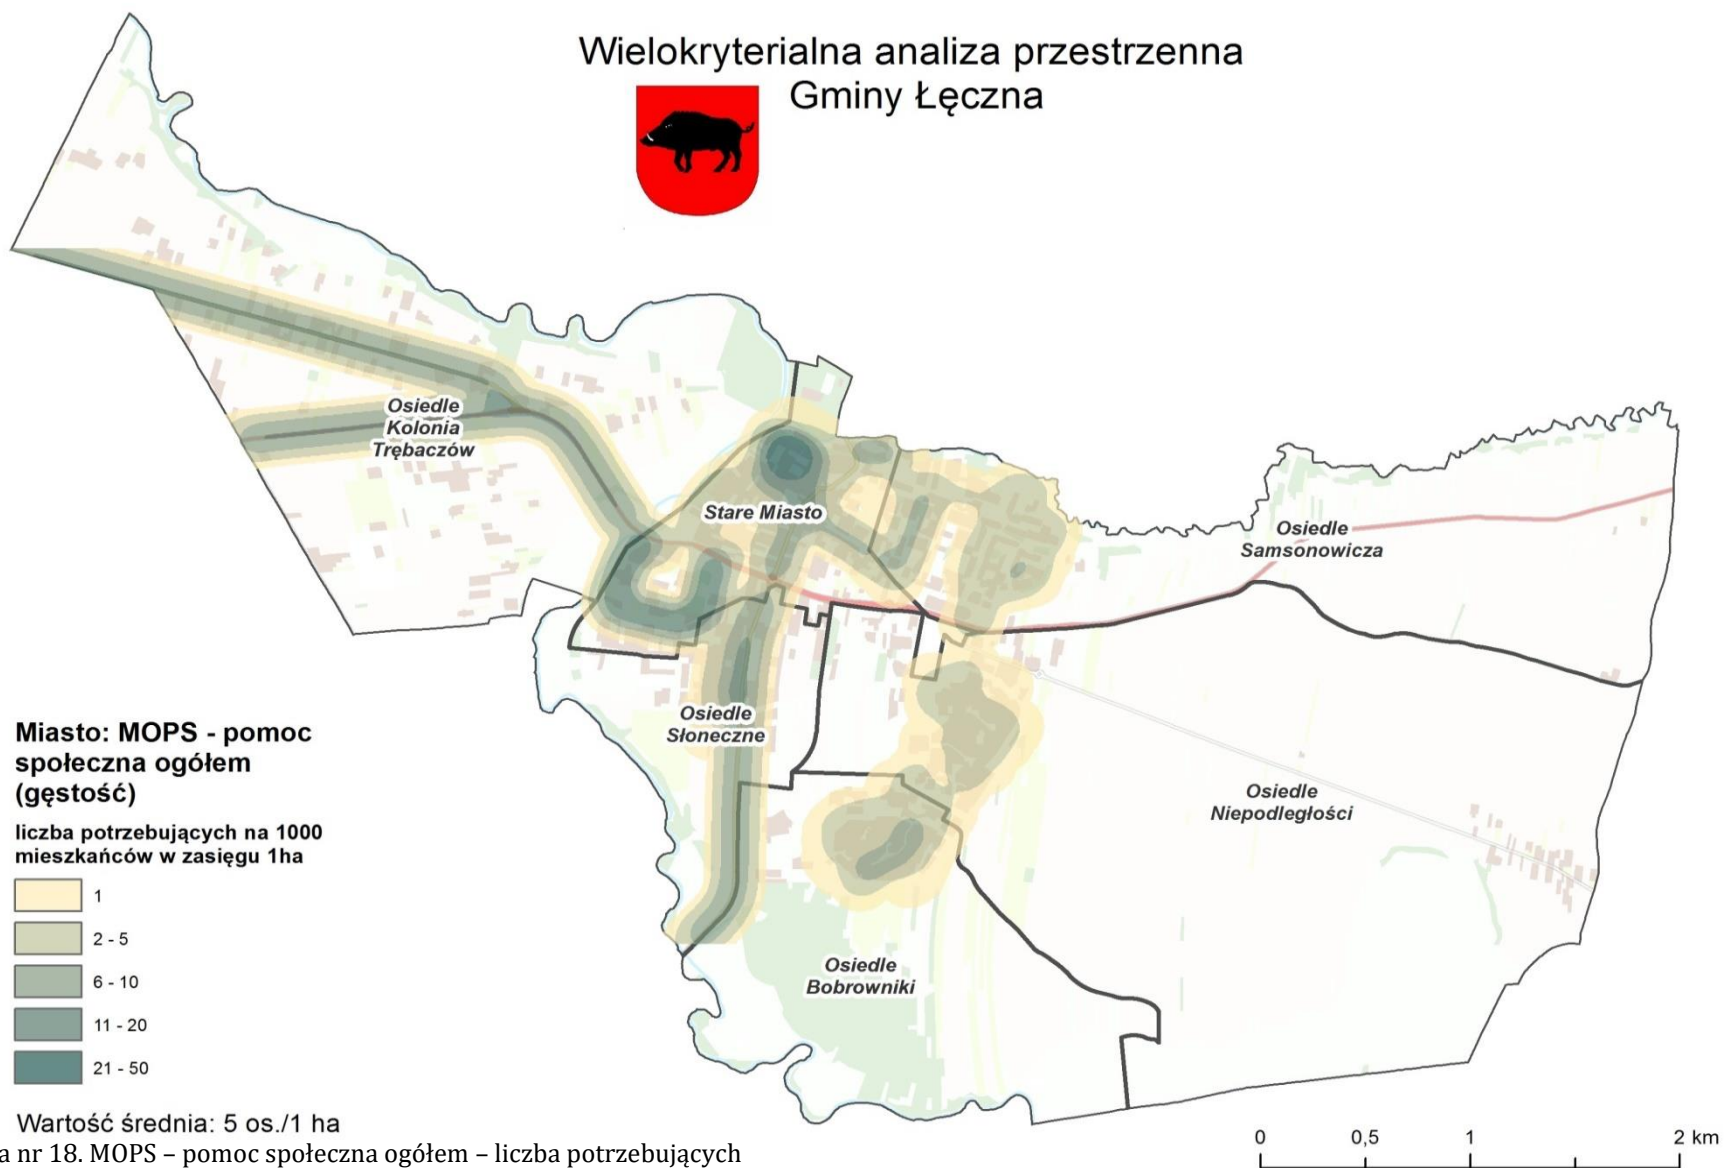 Wielokryterialna analiza przestrzenna
Gminy Łęczna
Osiedle
Kolonia
Trębaczów
Stare Miasto
Osiedle
Samsonowicza
Osiedle
Słoneczne
Osiedle
Niepodległości
Osiedle
Bobrowniki
Miasto: MOPS - pomoc
społeczna ogółem
(gęstość)
liczba potrzebujących na 1000
mieszkańców w zasięgu 1ha
1
2 - 5
6 - 10
11 - 20
21 - 50
Wartość średnia: 5 os./1 ha
0 0,5 1 2 km
a nr 18. MOPS – pomoc społeczna ogółem – liczba potrzebujących